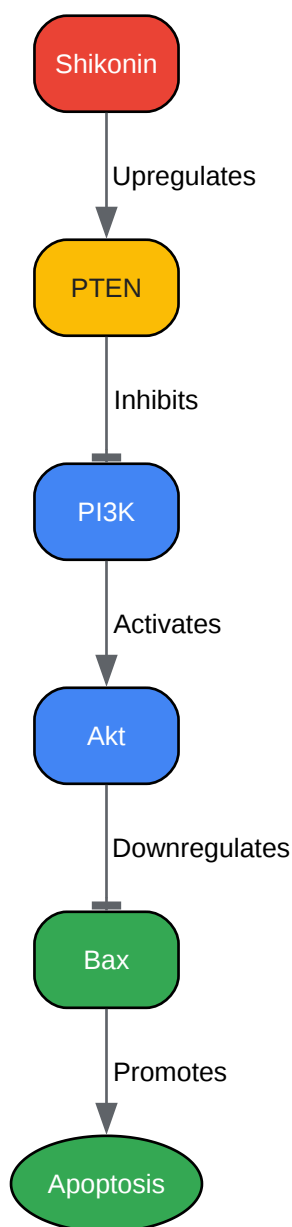 Shikonin
Upregulates
PTEN
Inhibits
PI3K
Activates
Akt
Downregulates
Bax
Promotes
Apoptosis